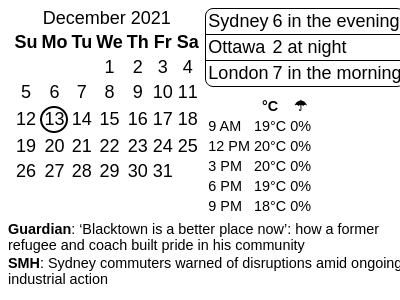 December 2021
Su Mo Tu We Th Fr Sa
1 2 3 4
5 6 7 8 9 10 11
12 13 14 15 16 17 18
19 20 21 22 23 24 25
26 27 28 29 30 31
Sydney 6 in the evening
Ottawa 2 at night
London 7 in the morning
°C ☂
9 AM 19°C 0%
12 PM 20°C 0%
3 PM 20°C 0%
6 PM 19°C 0%
9 PM 18°C 0%
Guardian: ‘Blacktown is a better place now’: how a former
refugee and coach built pride in his community
SMH: Sydney commuters warned of disruptions amid ongoing
industrial action